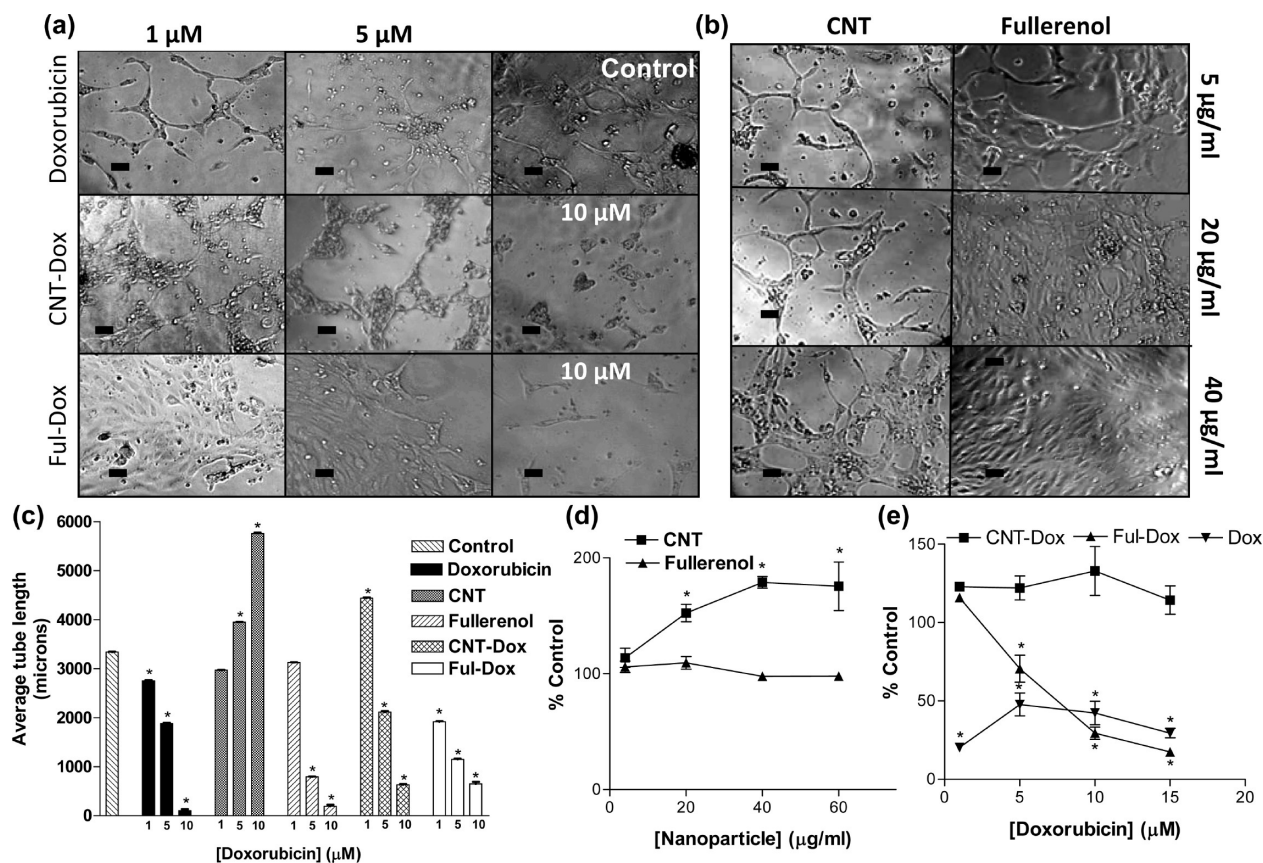 (a)
1 µM
5 µM
Doxorubicin
Control
CNT-Dox
10 µM
Ful-Dox
10 µM
(b)
CNT
Fullerenol
5 µg/ml
20 µg/ml
40 µg/ml
(c)
Average tube length
(microns)
6000
5000
4000
3000
2000
1000
0
* * * * * * * * * * * * * *
Control
Doxorubicin
CNT
Fullerenol
CNT-Dox
Ful-Dox
1 5 10 1 5 10 1 5 10 1 5 10 1 5 10
[Doxorubicin] (µM)
(d)
CNT
Fullerenol
% Control
200
100
0
* * *
20 40 60
[Nanoparticle] (µg/ml)
(e)
CNT-Dox Ful-Dox Dox
% Control
150
100
50
0
* * * * * * *
0 5 10 15 20
[Doxorubicin] (µM)